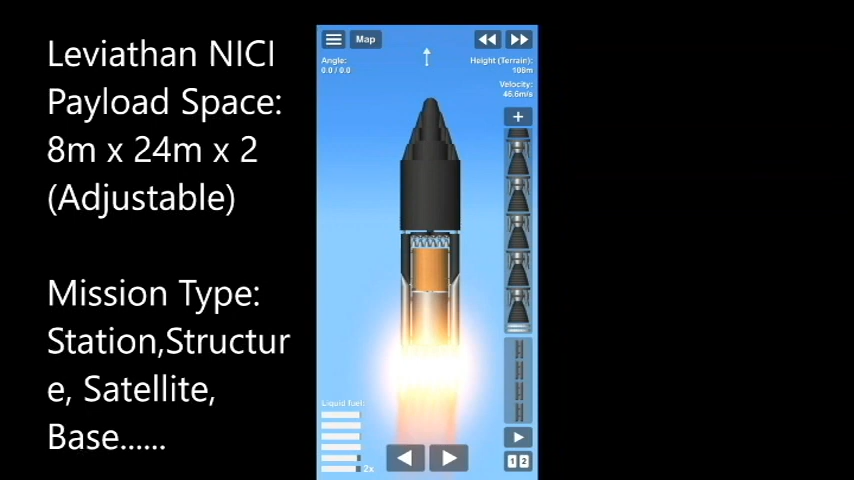 Leviathan NICI
Payload Space:
8m x 24m x 2
(Adjustable)
Mission Type:
Station,Structur
e, Satellite,
Base......
Map
Angle:
0.0 / 0.0
Height (Terrain):
106m
Velocity:
46.6m/s
+
Liquid fuel:
2x
1 2